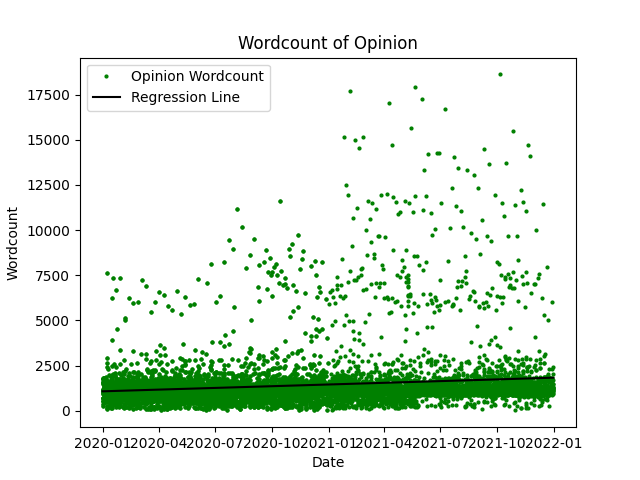 Wordcount of Opinion
Opinion Wordcount
Regression Line
17500
15000
12500
10000
7500
5000
2500
0
Wordcount
2020-01 2020-04 2020-07 2020-10 2021-01 2021-04 2021-07 2021-10 2022-01
Date